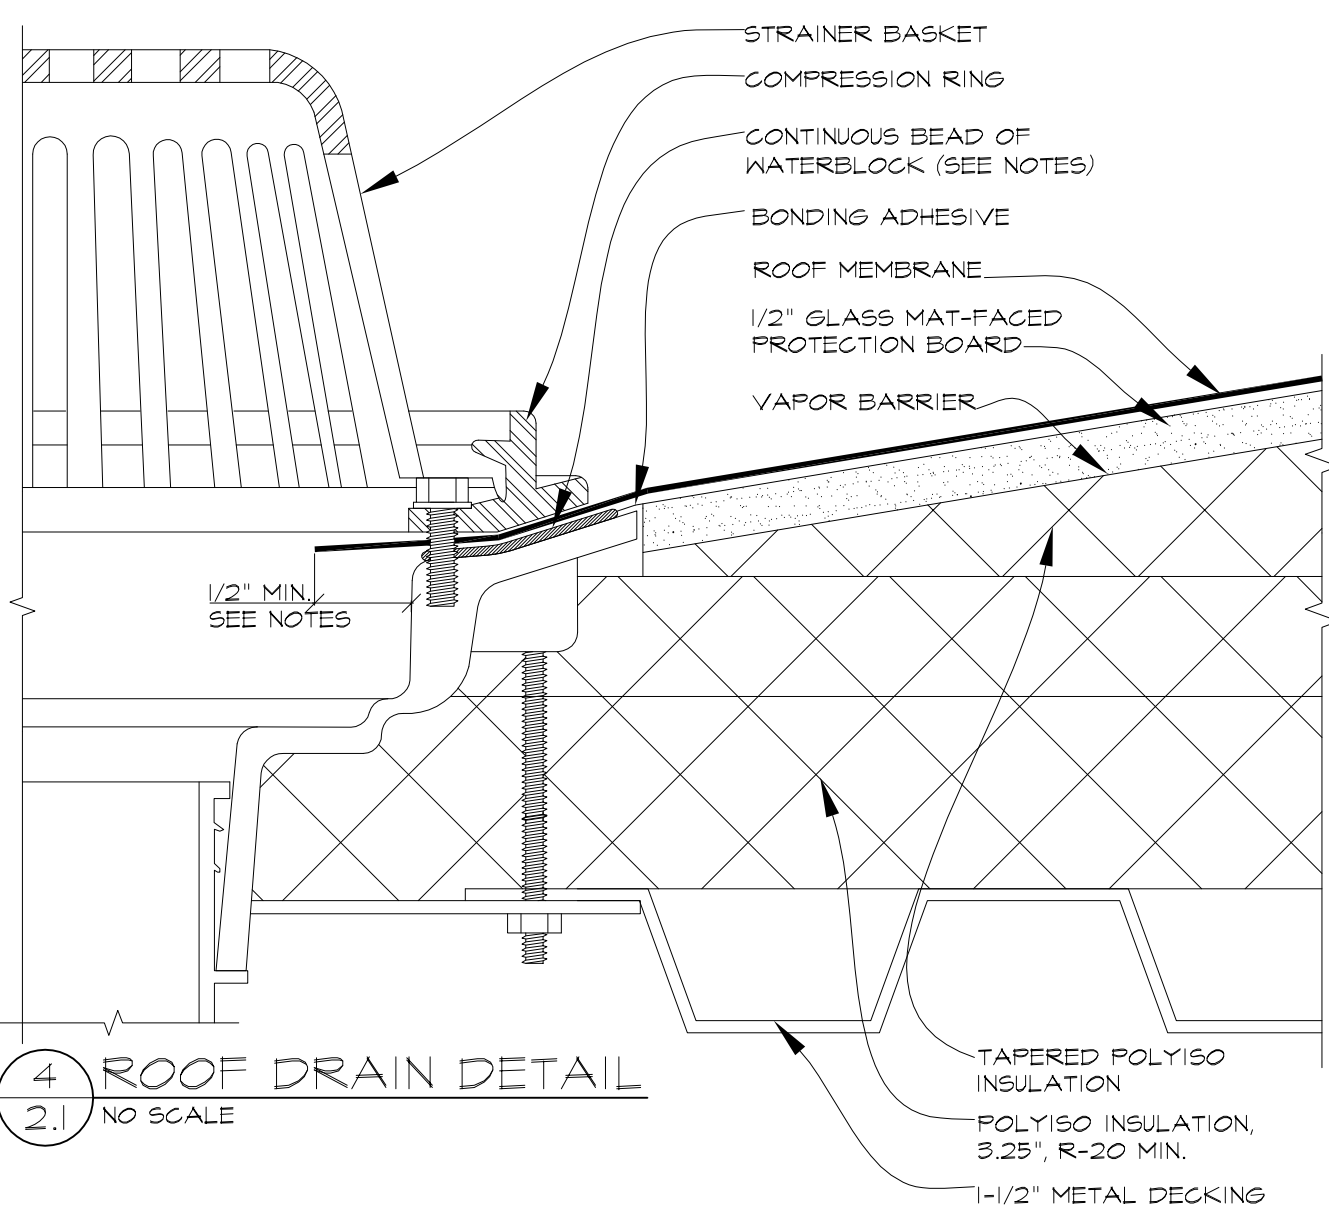 STRAINER BASKET
COMPRESSION RING
CONTINUOUS BEAD OF
WATERBLOCK (SEE NOTES)
BONDING ADHESIVE
ROOF MEMBRANE
1/2" GLASS MAT-FACED
PROTECTION BOARD
VAPOR BARRIER
1/2" MIN.
SEE NOTES
TAPERED POLYISO
INSULATION
POLYISO INSULATION,
3.25", R-20 MIN.
1-1/2" METAL DECKING
4
2.1
ROOF DRAIN DETAIL
NO SCALE